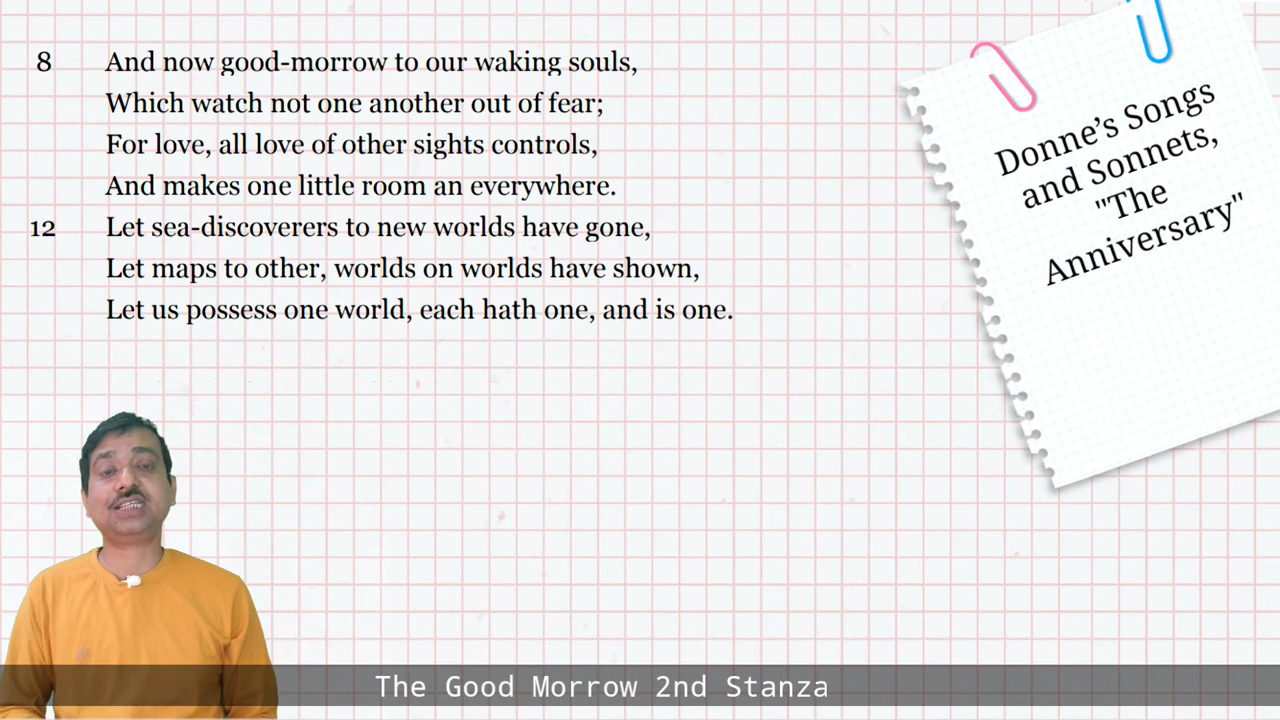 8 And now good-morrow to our waking souls,
Which watch not one another out of fear;
For love, all love of other sights controls,
And makes one little room an everywhere.
12 Let sea-discoverers to new worlds have gone,
Let maps to other, worlds on worlds have shown,
Let us possess one world, each hath one, and is one.
Donne’s Songs
and Sonnets,
"The
Anniversary"
The Good Morrow 2nd Stanza